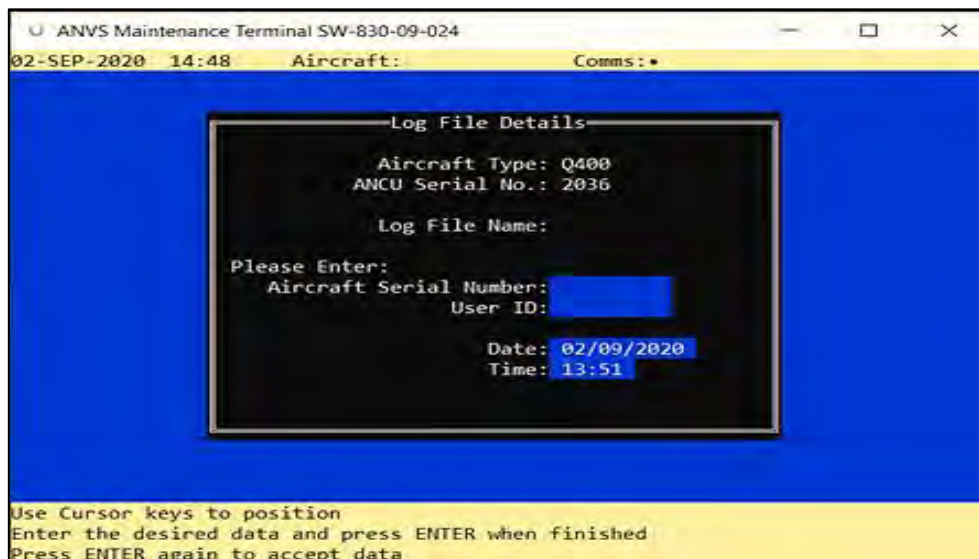 ANVS Maintenance Terminal SW-830-09-024
02-SEP-2020 14:48 Aircraft: Comms:•
Log File Details
Aircraft Type: Q400
ANCU Serial No.: 2036
Log File Name:
Please Enter:
Aircraft Serial Number:
User ID:
Date: 02/09/2020
Time: 13:51
Use Cursor keys to position
Enter the desired data and press ENTER when finished
Press ENTER again to accept data